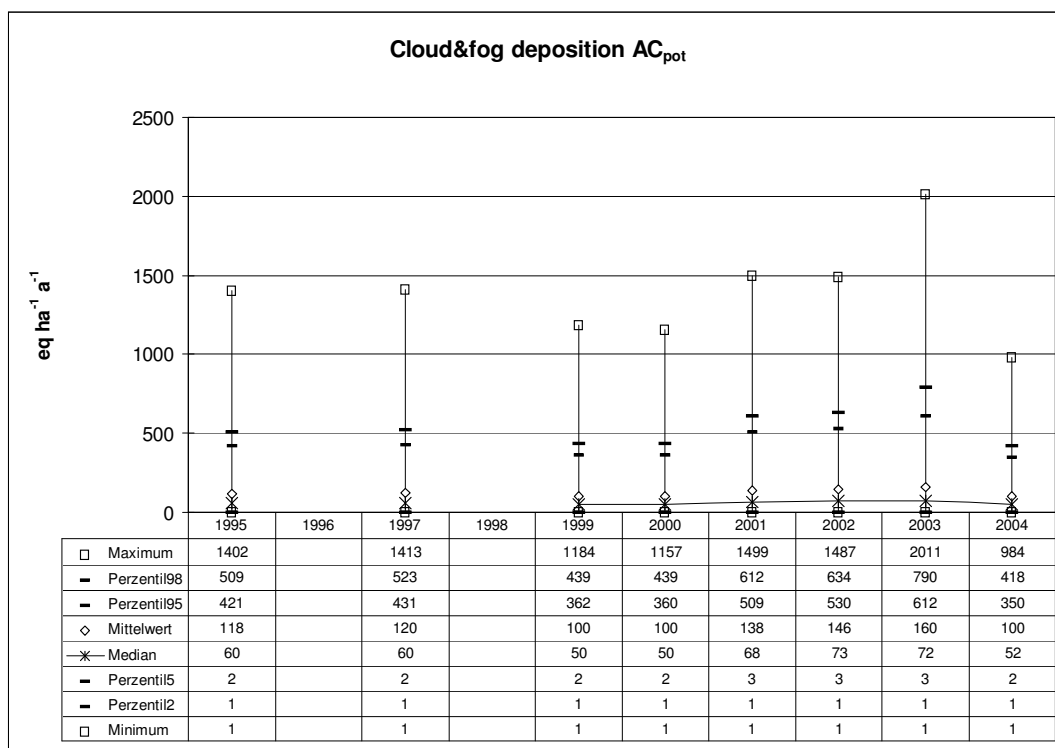 Cloud&fog deposition ACpot
2500
2000
1500
1000
500
0
eq ha-1 a-1
1995 1996 1997 1998 1999 2000 2001 2002 2003 2004
Maximum 1402 1413 1184 1157 1499 1487 2011 984
Perzentil98 509 523 439 439 612 634 790 418
Perzentil95 421 431 362 360 509 530 612 350
Mittelwert 118 120 100 100 138 146 160 100
Median 60 60 50 50 68 73 72 52
Perzentil5 2 2 2 2 3 3 3 2
Perzentil2 1 1 1 1 1 1 1 1
Minimum 1 1 1 1 1 1 1 1